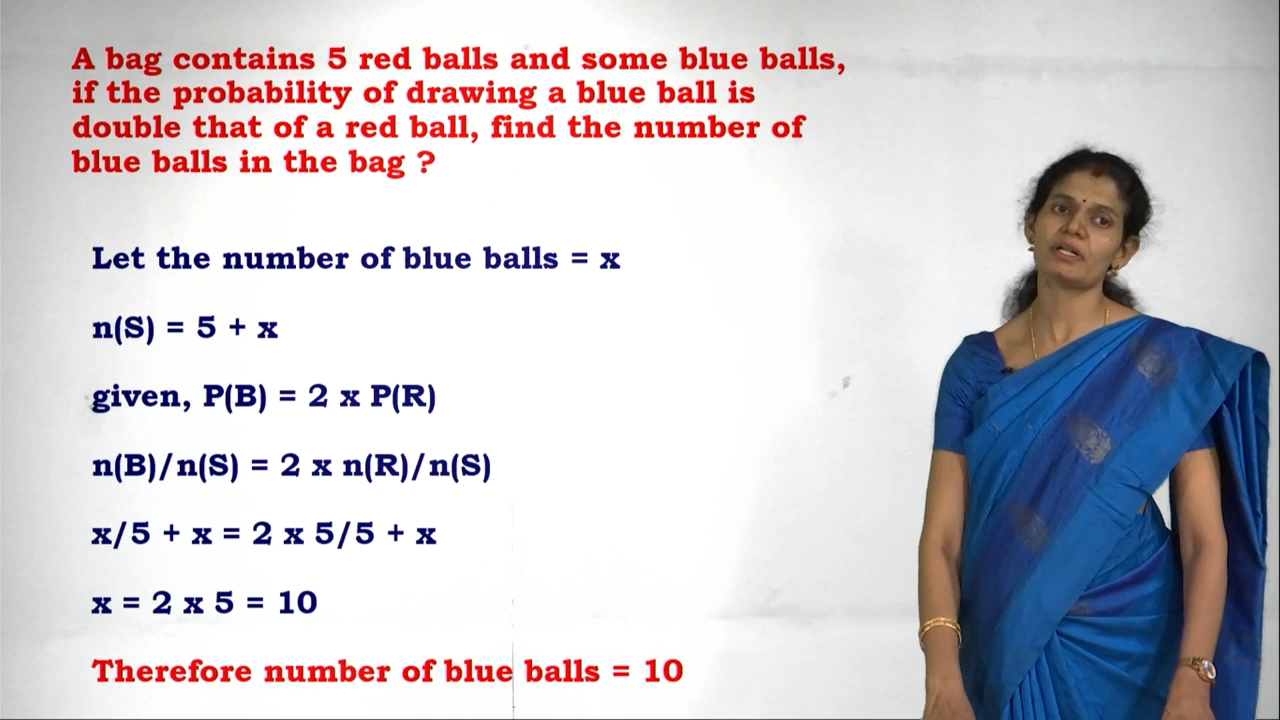 A bag contains 5 red balls and some blue balls,
if the probability of drawing a blue ball is
double that of a red ball, find the number of
blue balls in the bag ?
Let the number of blue balls = x
n(S) = 5 + x
given, P(B) = 2 x P(R)
n(B)/n(S) = 2 x n(R)/n(S)
x/5 + x = 2 x 5/5 + x
x = 2 x 5 = 10
Therefore number of blue balls = 10